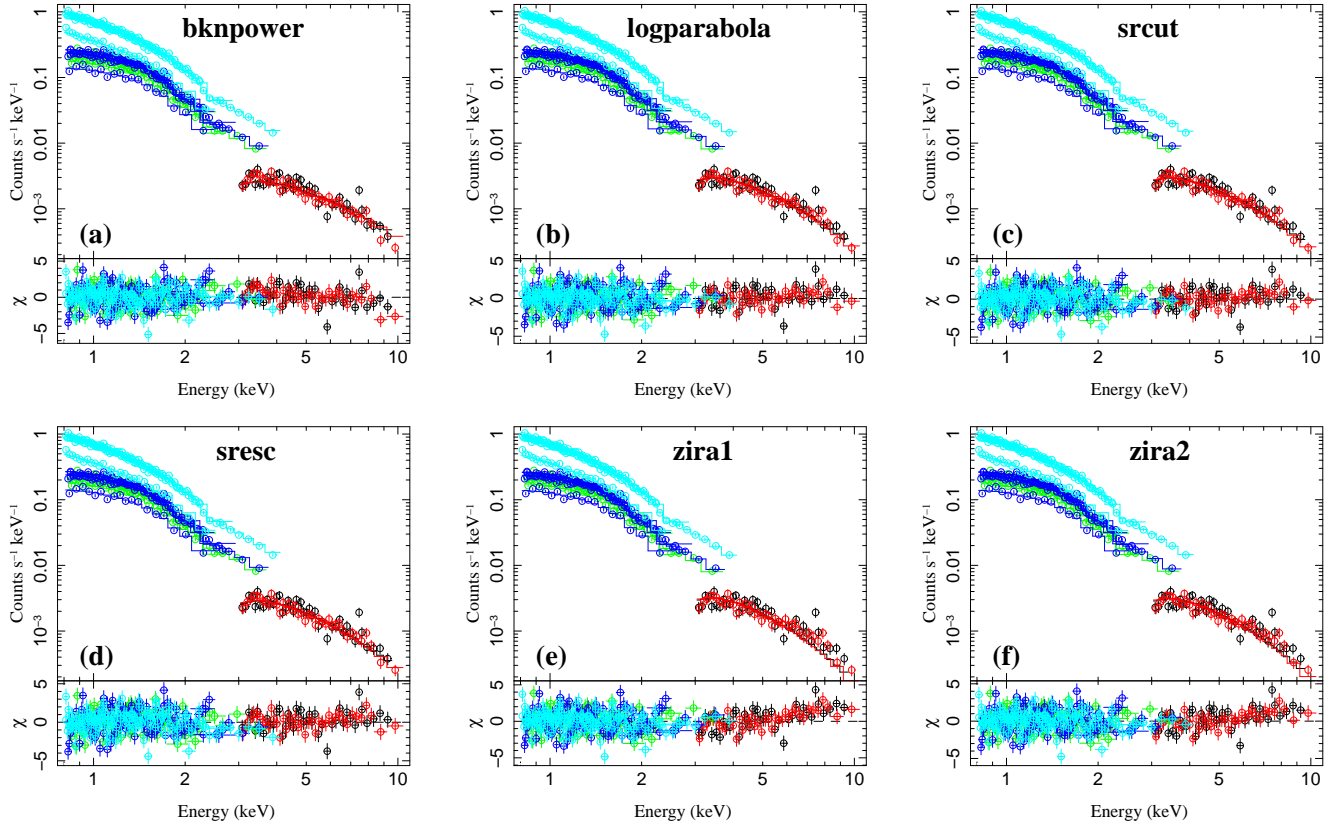 bknpower
logparabola
srcut
Counts s⁻¹ keV⁻¹
1
0.1
0.01
10⁻³
(a)
Counts s⁻¹ keV⁻¹
1
0.1
0.01
10⁻³
(b)
Counts s⁻¹ keV⁻¹
1
0.1
0.01
10⁻³
(c)
χ
5
0
−5
χ
5
0
−5
χ
5
0
−5
1 2 5 10
1 2 5 10
1 2 5 10
Energy (keV)
Energy (keV)
Energy (keV)
sresc
zira1
zira2
Counts s⁻¹ keV⁻¹
1
0.1
0.01
10⁻³
(d)
Counts s⁻¹ keV⁻¹
1
0.1
0.01
10⁻³
(e)
Counts s⁻¹ keV⁻¹
1
0.1
0.01
10⁻³
(f)
χ
5
0
−5
χ
5
0
−5
χ
5
0
−5
1 2 5 10
1 2 5 10
1 2 5 10
Energy (keV)
Energy (keV)
Energy (keV)